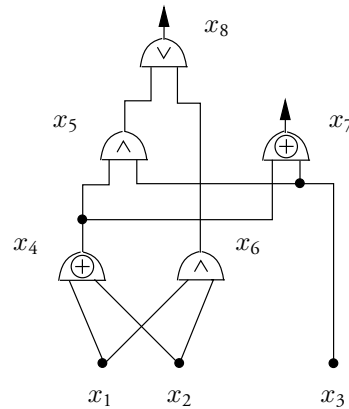 x₈
∨
x₅ x₇
∧ ⊕
x₄ x₆
⊕ ∧
x₁ x₂ x₃